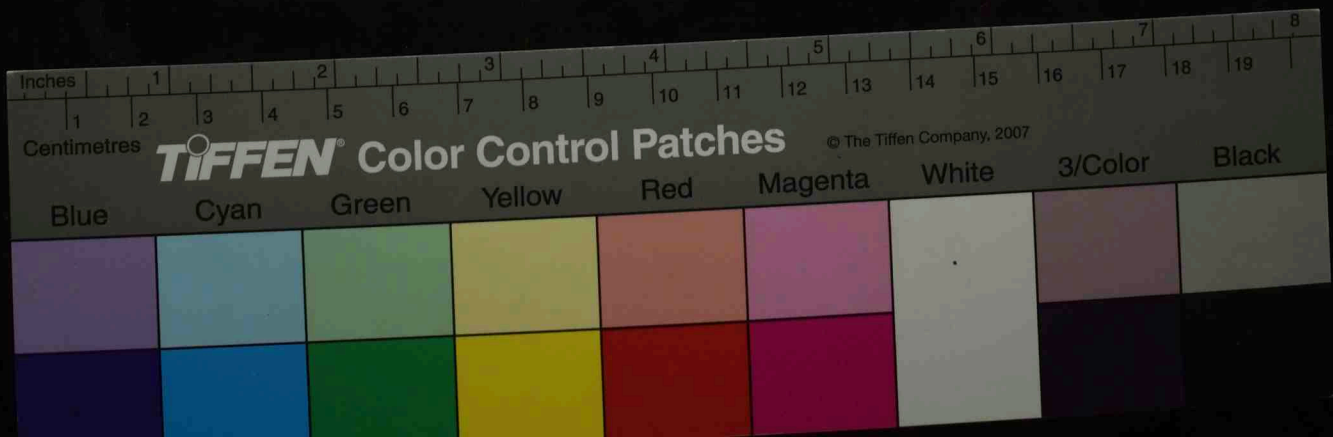 Inches 1 2 3 4 5 6 7 8
1 2 3 4 5 6 7 8 9 10 11 12 13 14 15 16 17 18 19
Centimetres
TIFFEN® Color Control Patches © The Tiffen Company, 2007
Blue Cyan Green Yellow Red Magenta White 3/Color Black